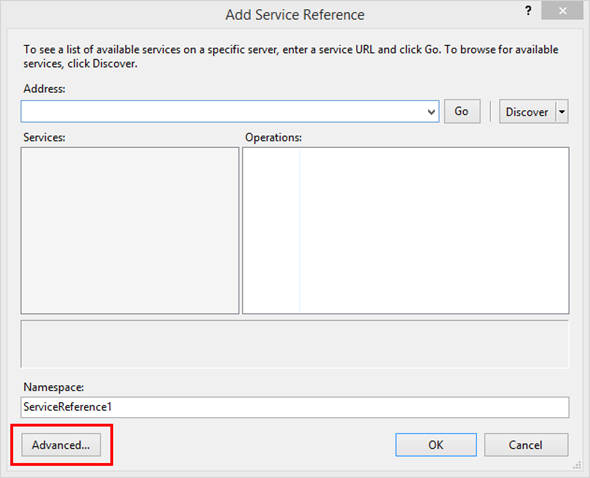 Add Service Reference
?
To see a list of available services on a specific server, enter a service URL and click Go. To browse for available
services, click Discover.
Address:
Go
Discover
Services:
Operations:
Namespace:
ServiceReference1
Advanced...
OK
Cancel